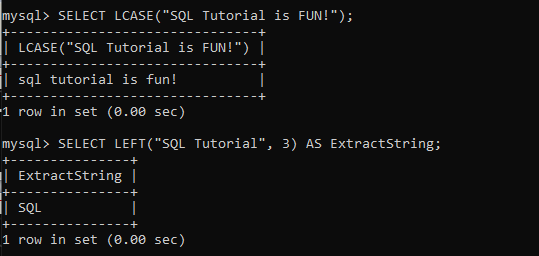 mysql> SELECT LCASE("SQL Tutorial is FUN!");
+-------------------------------+
| LCASE("SQL Tutorial is FUN!") |
+-------------------------------+
| sql tutorial is fun!          |
+-------------------------------+
1 row in set (0.00 sec)

mysql> SELECT LEFT("SQL Tutorial", 3) AS ExtractString;
+---------------+
| ExtractString |
+---------------+
| SQL           |
+---------------+
1 row in set (0.00 sec)